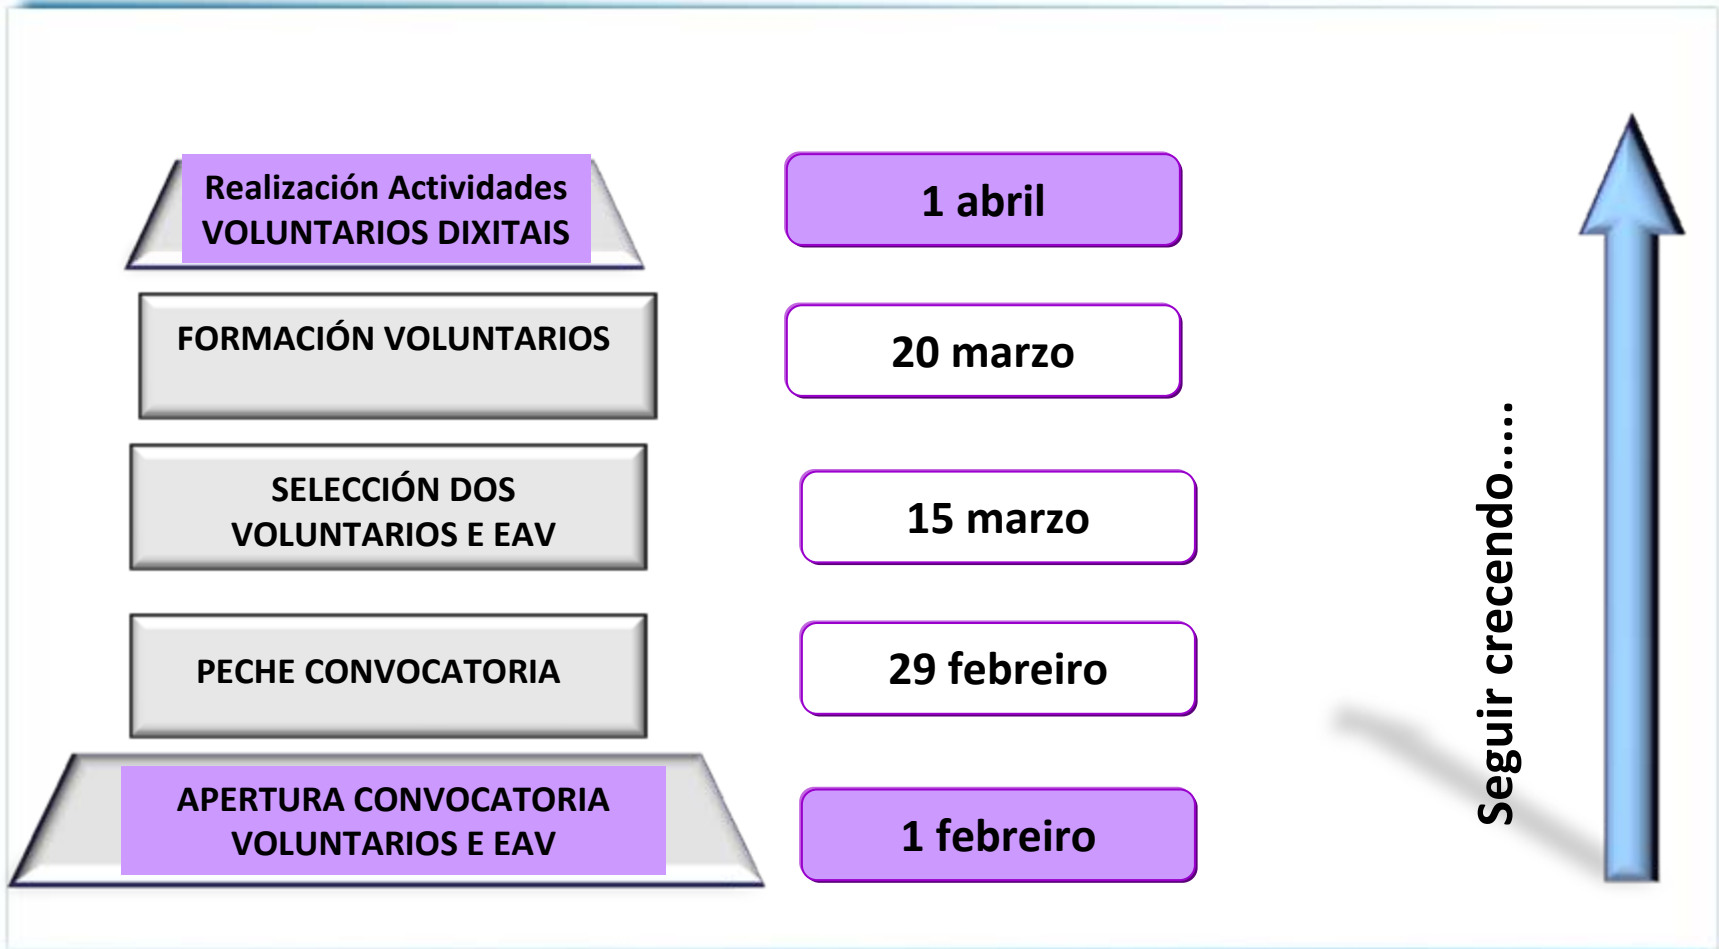 Realización Actividades
VOLUNTARIOS DIXITAIS
1 abril
FORMACIÓN VOLUNTARIOS
20 marzo
SELECCIÓN DOS
VOLUNTARIOS E EAV
15 marzo
PECHE CONVOCATORIA
29 febreiro
APERTURA CONVOCATORIA
VOLUNTARIOS E EAV
1 febreiro
Seguir crecendo.....